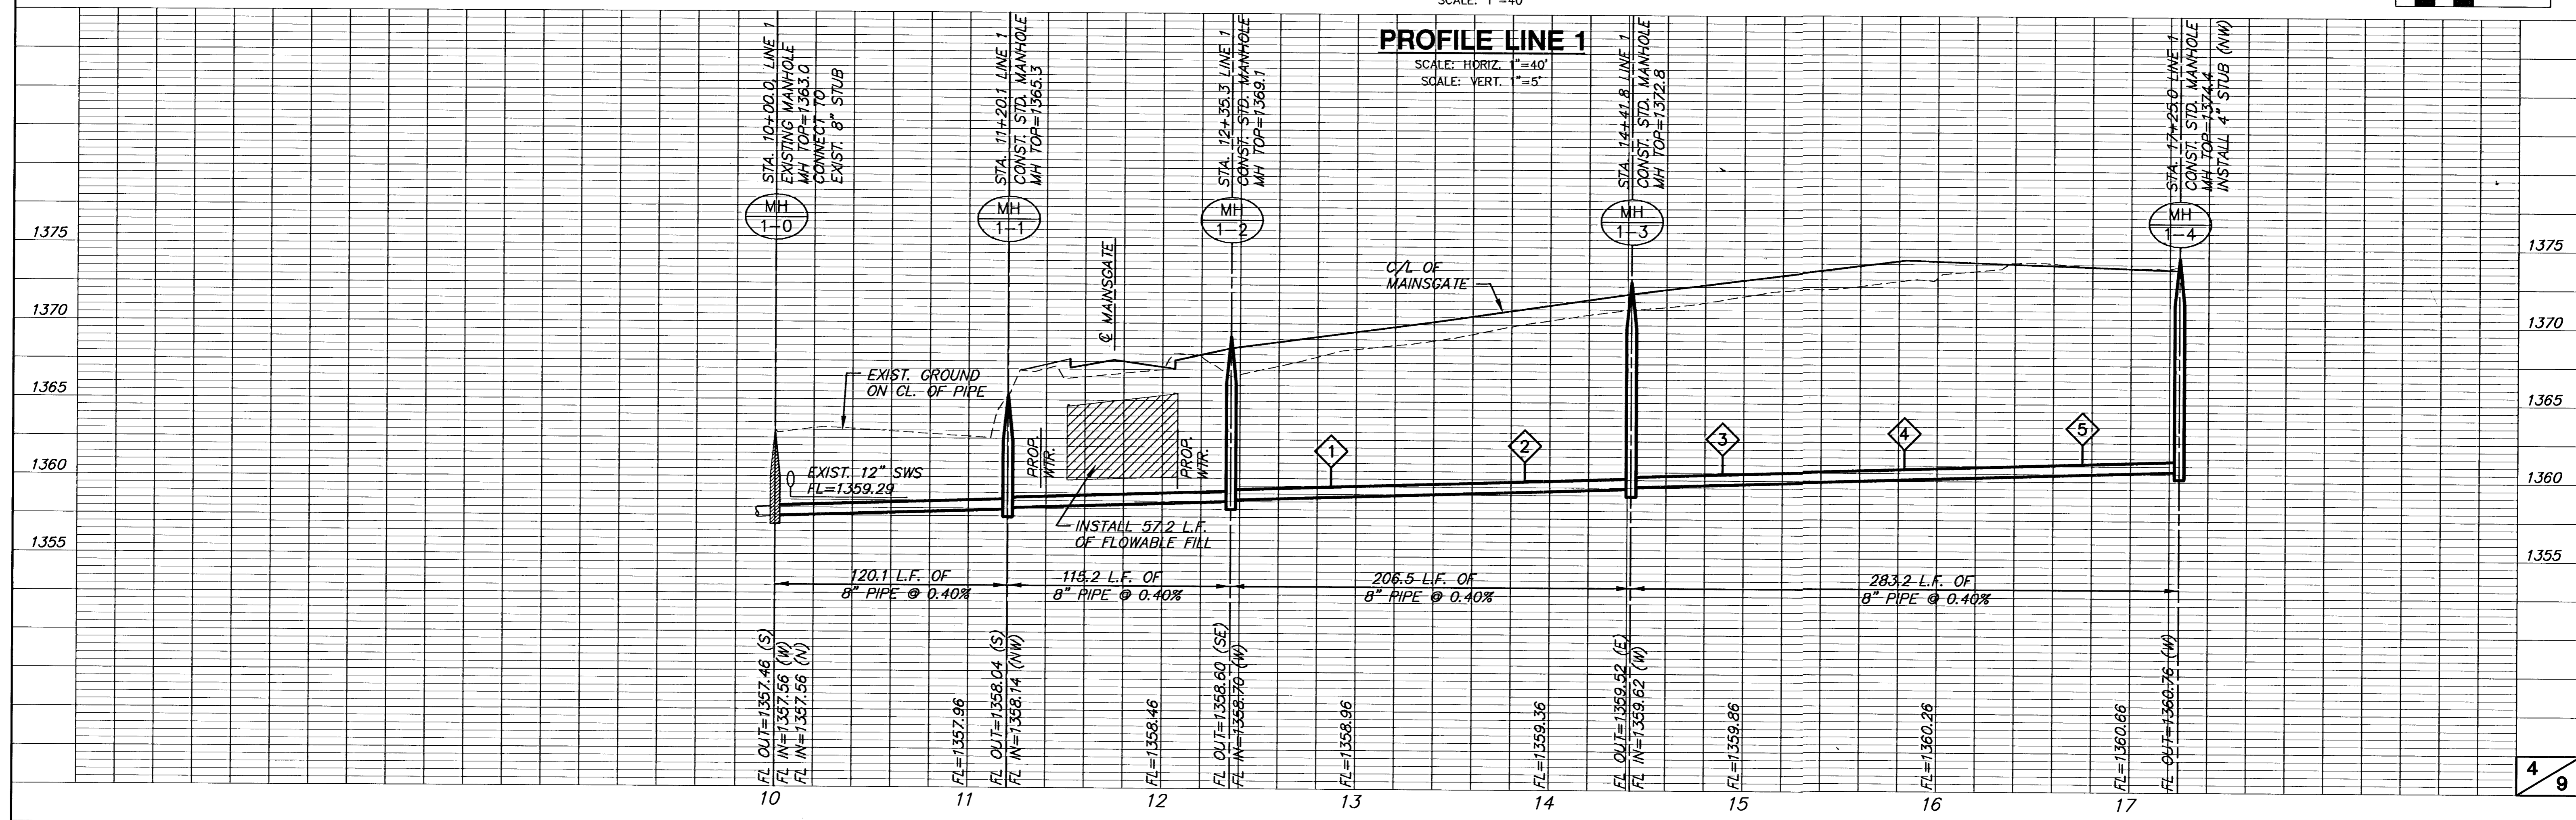 SCALE: 1"=40'
PROFILE LINE 1
SCALE: HORIZ. 1"=40'
SCALE: VERT. 1"=5'
STA. 10+00.0 LINE 1
EXISTING MANHOLE
MH TOP=1363.0
CONNECT TO
EXIST. 8" STUB
STA. 11+20.1 LINE 1
CONST. STD. MANHOLE
MH TOP=1365.3
STA. 12+35.3 LINE 1
CONST. STD. MANHOLE
MH TOP=1369.1
STA. 14+41.8 LINE 1
CONST. STD. MANHOLE
MH TOP=1372.8
STA. 17+25.0 LINE 1
CONST. STD. MANHOLE
MH TOP=1374.4
INSTALL 4" STUB (NW)
MH
1-0
MH
1-1
MH
1-2
MH
1-3
MH
1-4
1375
1370
1365
1360
1355
1375
1370
1365
1360
1355
℄ MAINSGATE
C/L OF
MAINSGATE
EXIST. GROUND
ON CL. OF PIPE
EXIST. 12" SWS
FL=1359.29
PROP.
WTR.
PROP.
WTR.
INSTALL 57.2 L.F.
OF FLOWABLE FILL
1
2
3
4
5
120.1 L.F. OF
8" PIPE @ 0.40%
115.2 L.F. OF
8" PIPE @ 0.40%
206.5 L.F. OF
8" PIPE @ 0.40%
283.2 L.F. OF
8" PIPE @ 0.40%
FL OUT=1357.46 (S)
FL IN=1357.56 (W)
FL IN=1357.56 (N)
FL=1357.96
FL OUT=1358.04 (S)
FL IN=1358.14 (NW)
FL=1358.46
FL OUT=1358.60 (SE)
FL IN=1358.70 (W)
FL=1358.96
FL=1359.36
FL OUT=1359.52 (E)
FL IN=1359.62 (W)
FL=1359.86
FL=1360.26
FL=1360.66
FL OUT=1360.76 (W)
10
11
12
13
14
15
16
17
4
9